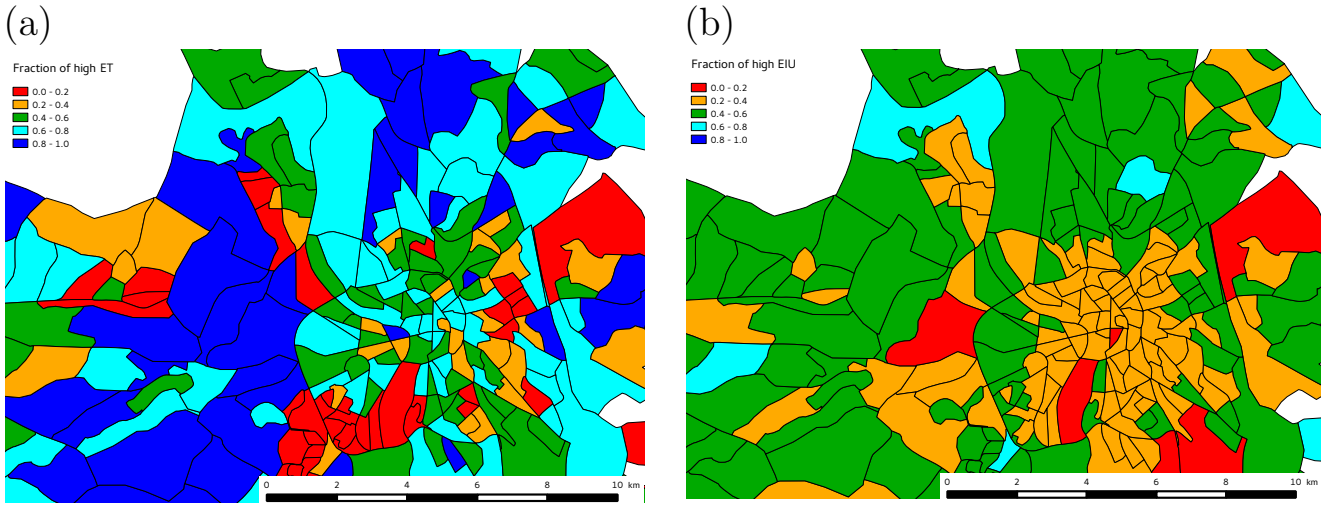 (a)
Fraction of high ET
0.0 - 0.2
0.2 - 0.4
0.4 - 0.6
0.6 - 0.8
0.8 - 1.0
0 2 4 6 8 10 km
(b)
Fraction of high EIU
0.0 - 0.2
0.2 - 0.4
0.4 - 0.6
0.6 - 0.8
0.8 - 1.0
0 2 4 6 8 10 km